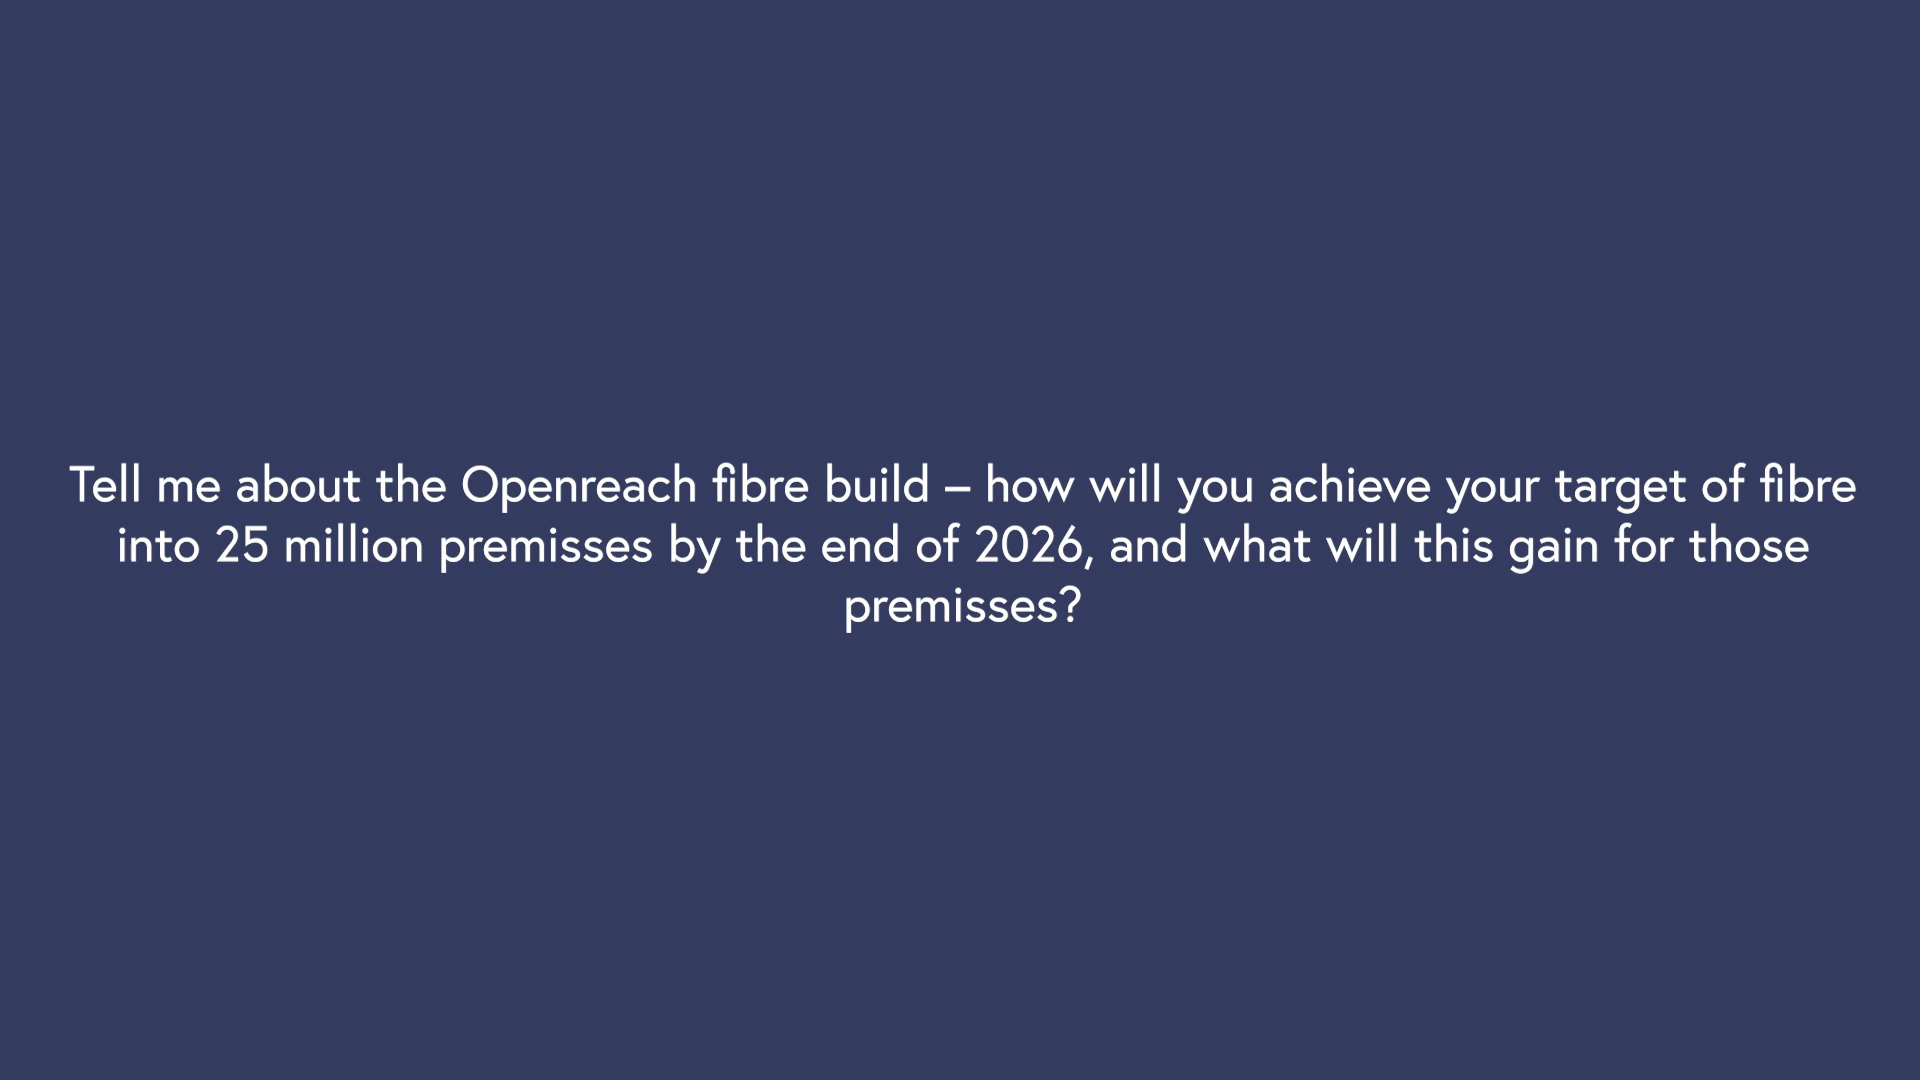 Tell me about the Openreach fibre build – how will you achieve your target of fibre
into 25 million premisses by the end of 2026, and what will this gain for those
premisses?